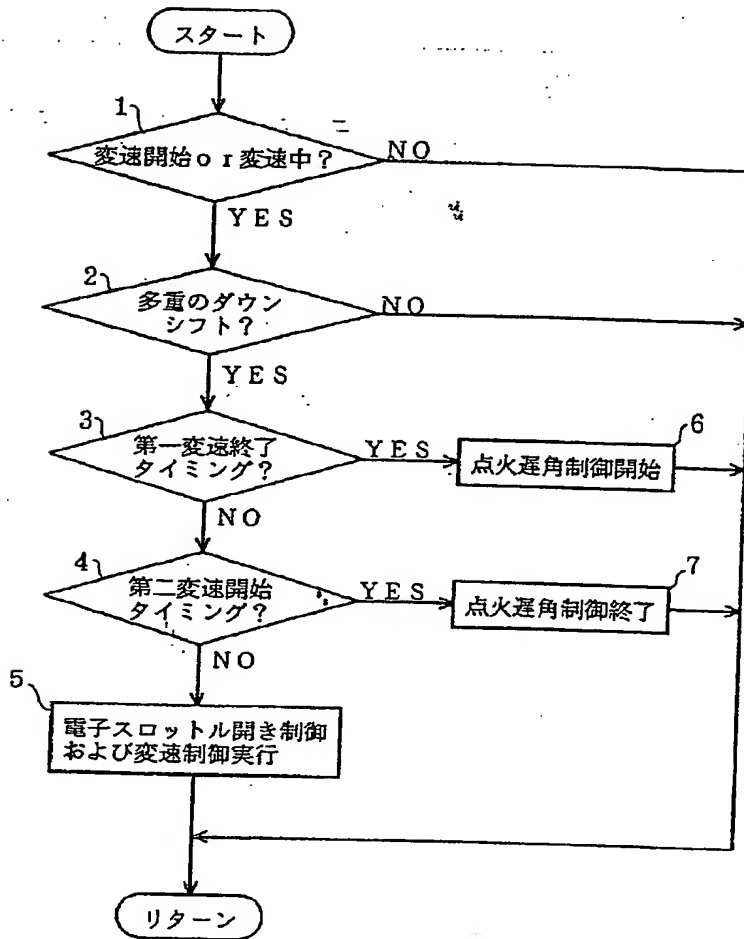 スタート
1
変速開始or変速中?
NO
YES
2
多重のダウン
シフト?
NO
YES
3
第一変速終了
タイミング?
YES
6
点火遅角制御開始
NO
4
第二変速開始
タイミング?
YES
7
点火遅角制御終了
NO
5
電子スロットル開き制御
および変速制御実行
リターン